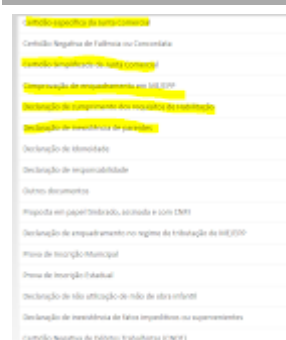 Certidão específica da Junta Comercial
Certidão Negativa de Falência ou Concordata
Certidão Simplificada da Junta Comercial
Comprovação de enquadramento em ME/EPP
Declaração de cumprimento dos requisitos de Habilitação
Declaração de inexistência de parentes
Declaração de Idoneidade
Declaração de responsabilidade
Outros documentos
Proposta em papel timbrado, assinada e com CNPJ
Declaração de enquadramento no regime de tributação de ME/EPP
Prova de Inscrição Municipal
Prova de Inscrição Estadual
Declaração de não utilização de mão de obra infantil
Declaração de inexistência de fatos impeditivos ou supervenientes
Certidão Negativa de Débitos Trabalhistas (CNDT)